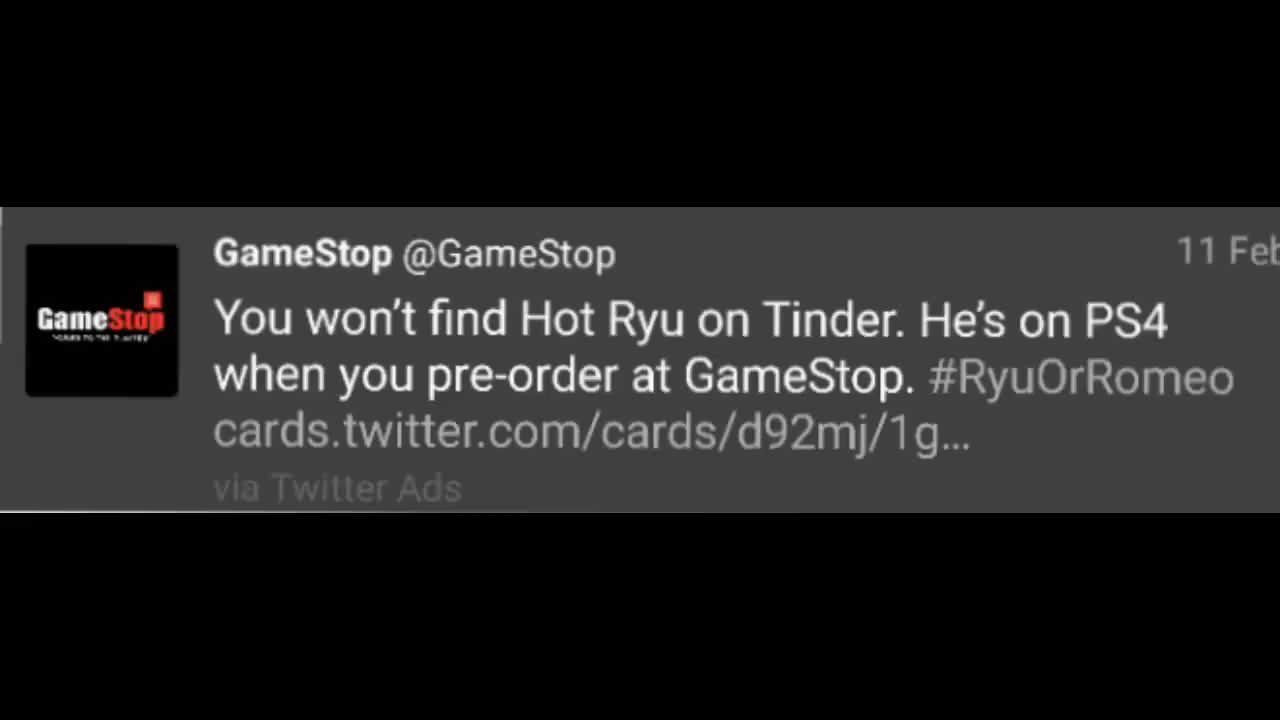 GameStop @GameStop
11 Feb
GameStop
You won't find Hot Ryu on Tinder. He's on PS4
when you pre-order at GameStop. #RyuOrRomeo
cards.twitter.com/cards/d92mj/1g...
via Twitter Ads